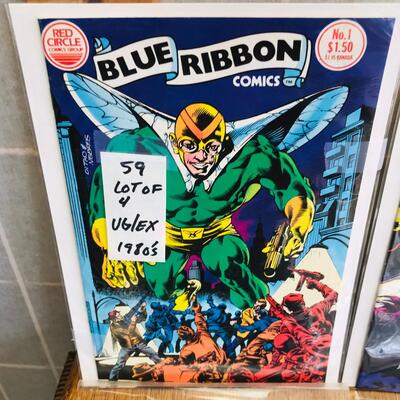 RED CIRCLE
COMICS GROUP
No. 1
$1.50
BLUE RIBBON
COMICS
59
LOT OF
4
VG/EX
1980's